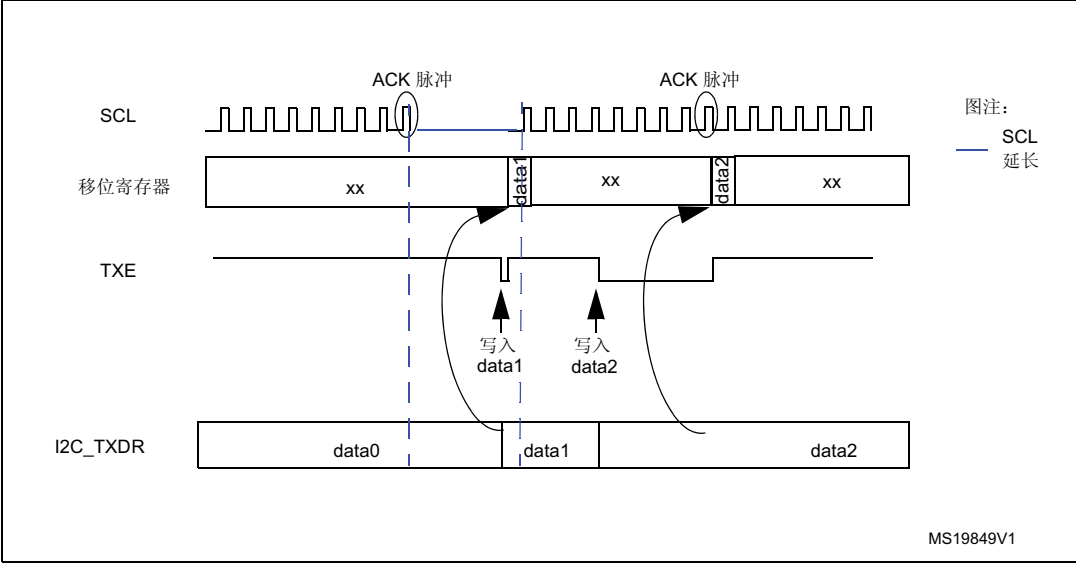 ACK 脉冲
ACK 脉冲
SCL
图注:
SCL
延长
移位寄存器
xx
data1
xx
data2
xx
TXE
写入
data1
写入
data2
I2C_TXDR
data0
data1
data2
MS19849V1